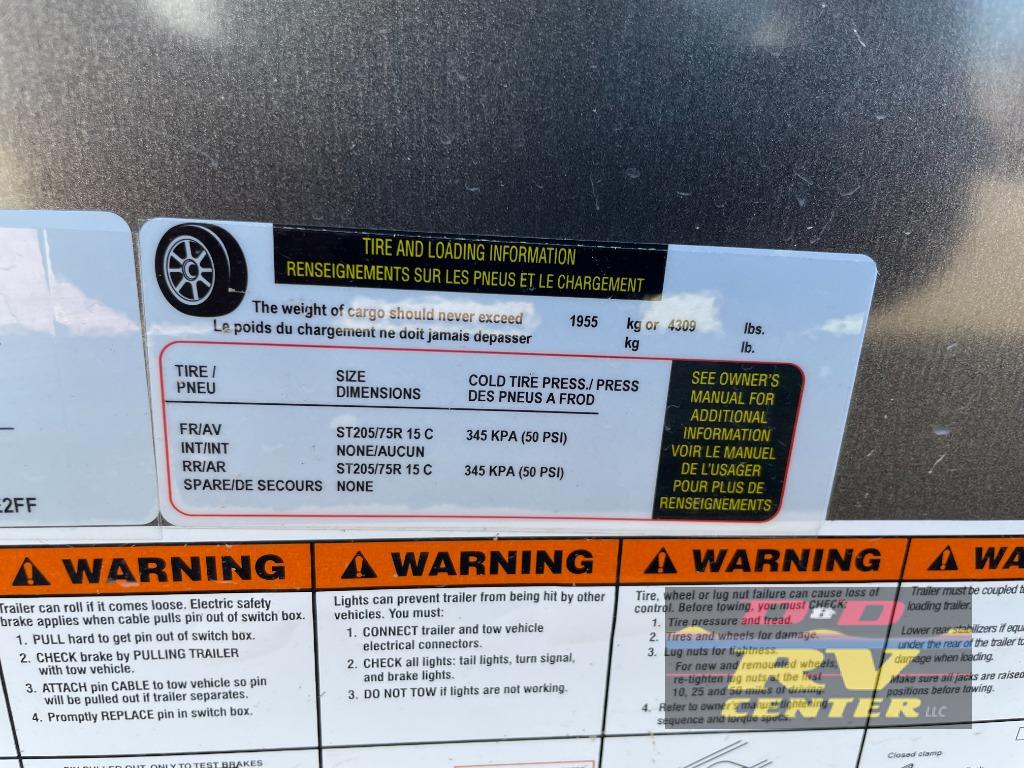 TIRE AND LOADING INFORMATION
RENSEIGNEMENTS SUR LES PNEUS ET LE CHARGEMENT
The weight of cargo should never exceed 1955 kg or 4309 lbs.
Le poids du chargement ne doit jamais depasser kg lb.
TIRE / SIZE COLD TIRE PRESS./ PRESS
PNEU DIMENSIONS DES PNEUS A FROD
FR/AV ST205/75R 15 C 345 KPA (50 PSI)
INT/INT NONE/AUCUN
RR/AR ST205/75R 15 C 345 KPA (50 PSI)
SPARE/DE SECOURS NONE
SEE OWNER'S
MANUAL FOR
ADDITIONAL
INFORMATION
VOIR LE MANUEL
DE L'USAGER
POUR PLUS DE
RENSEIGNEMENTS
2FF
WARNING
Trailer can roll if it comes loose. Electric safety
brake applies when cable pulls pin out of switch box.
1. PULL hard to get pin out of switch box.
2. CHECK brake by PULLING TRAILER
with tow vehicle.
3. ATTACH pin CABLE to tow vehicle so pin
will be pulled out if trailer separates.
4. Promptly REPLACE pin in switch box.
WARNING
Lights can prevent trailer from being hit by other
vehicles. You must:
1. CONNECT trailer and tow vehicle
electrical connectors.
2. CHECK all lights: tail lights, turn signal,
and brake lights.
3. DO NOT TOW if lights are not working.
WARNING
Tire, wheel or lug nut failure can cause loss of
control. Before towing, you must CHECK:
1. Tire pressure and tread.
2. Tires and wheels for damage.
3. Lug nuts for tightness.
For new and remounted wheels,
re-tighten lug nuts at the first
10, 25 and 50 miles of driving.
4. Refer to owner's manual tightening
sequence and torque specs.
WA
Trailer must be coupled to
loading trailer.
Lower rear stabilizers if equ
under the rear of the trailer to
damage when loading.
Make sure all jacks are raised
positions before towing.
ONLY TO TEST BRAKES
Closed clamp
D&D
RV
CENTER LLC